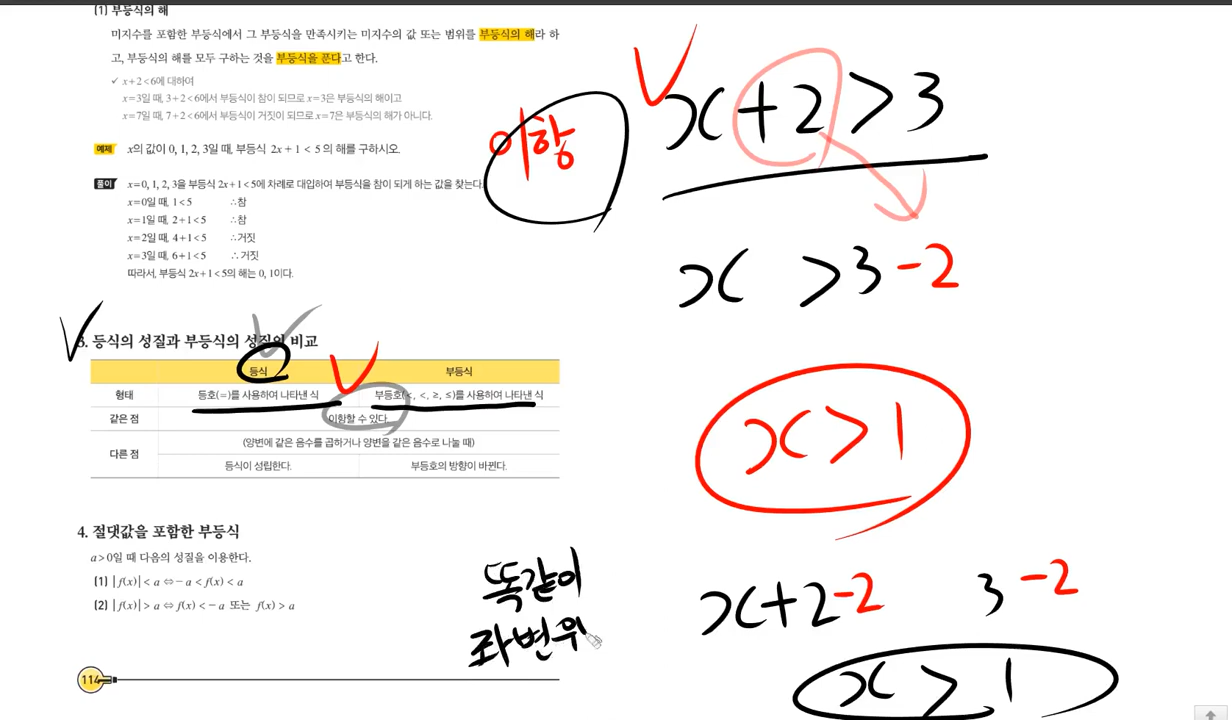 (1) 부등식의 해
미지수를 포함한 부등식에서 그 부등식을 만족시키는 미지수의 값 또는 범위를 부등식의 해라 하
고, 부등식의 해를 모두 구하는 것을 부등식을 푼다고 한다.
✓ x+2<6에 대하여
x=3일 때, 3+2<6에서 부등식이 참이 되므로 x=3은 부등식의 해이고
x=7일 때, 7+2<6에서 부등식이 거짓이 되므로 x=7은 부등식의 해가 아니다.
예제 x의 값이 0, 1, 2, 3일 때, 부등식 2x+1<5의 해를 구하시오.
풀이 x=0, 1, 2, 3을 부등식 2x+1<5에 차례로 대입하여 부등식을 참이 되게 하는 값을 찾는다.
x=0일 때, 1<5 ∴참
x=1일 때, 2+1<5 ∴참
x=2일 때, 4+1<5 ∴거짓
x=3일 때, 6+1<5 ∴거짓
따라서, 부등식 2x+1<5의 해는 0, 1이다.
3. 등식의 성질과 부등식의 성질의 비교
등식 부등식
형태 등호(=)를 사용하여 나타낸 식 부등호(<, <, ≥, ≤)를 사용하여 나타낸 식
같은 점 이항할 수 있다
다른 점 (양변에 같은 음수를 곱하거나 양변을 같은 음수로 나눌 때)
등식이 성립한다. 부등호의 방향이 바뀐다.
4. 절댓값을 포함한 부등식
a>0일 때 다음의 성질을 이용한다.
(1) |f(x)|<a⇔-a<f(x)<a
(2) |f(x)|>a⇔f(x)<-a 또는 f(x)>a
114
이항
x+2>3
x >3-2
x>1
똑같이
좌변위
x+2-2 3-2
x>1